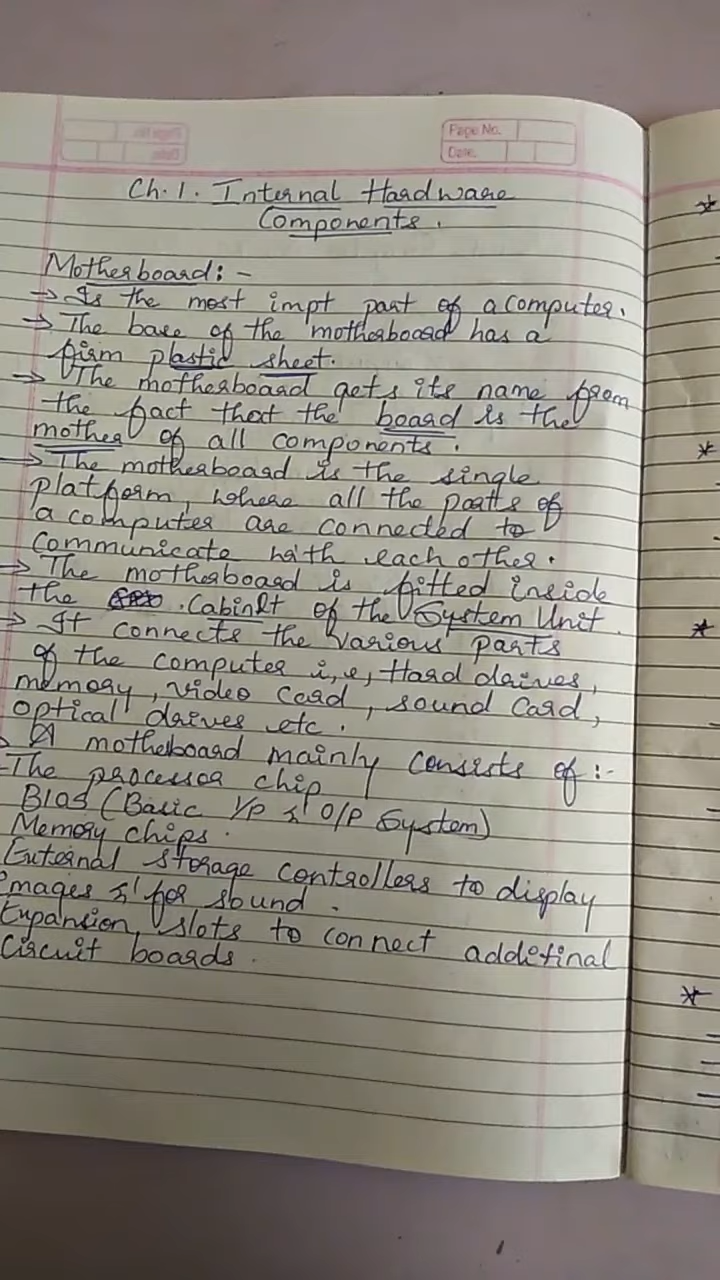 Page No.
Date.
Ch. 1. Internal Hardware
Components.
Motherboard: -
→ Is the most impt part of a computer.
→ The base of the motherboard has a
firm plastic sheet.
→ The motherboard gets its name from
the fact that the board is the
mother of all components.
→ The motherboard is the single
platform, where all the parts of
a computer are connected to
communicate with each other.
→ The motherboard is fitted inside
the Cabinet of the System Unit.
→ It connects the various parts
of the computer i,e, Hard drives,
memory, video card, sound Card,
optical drives etc.
A motherboard mainly consists of :-
The processor chip
BIOS (Basic I/P & O/P System)
Memory chips.
External storage controllers to display
Images & for sound.
Expansion slots to connect additinal
Circuit boards.
*
*
*
*